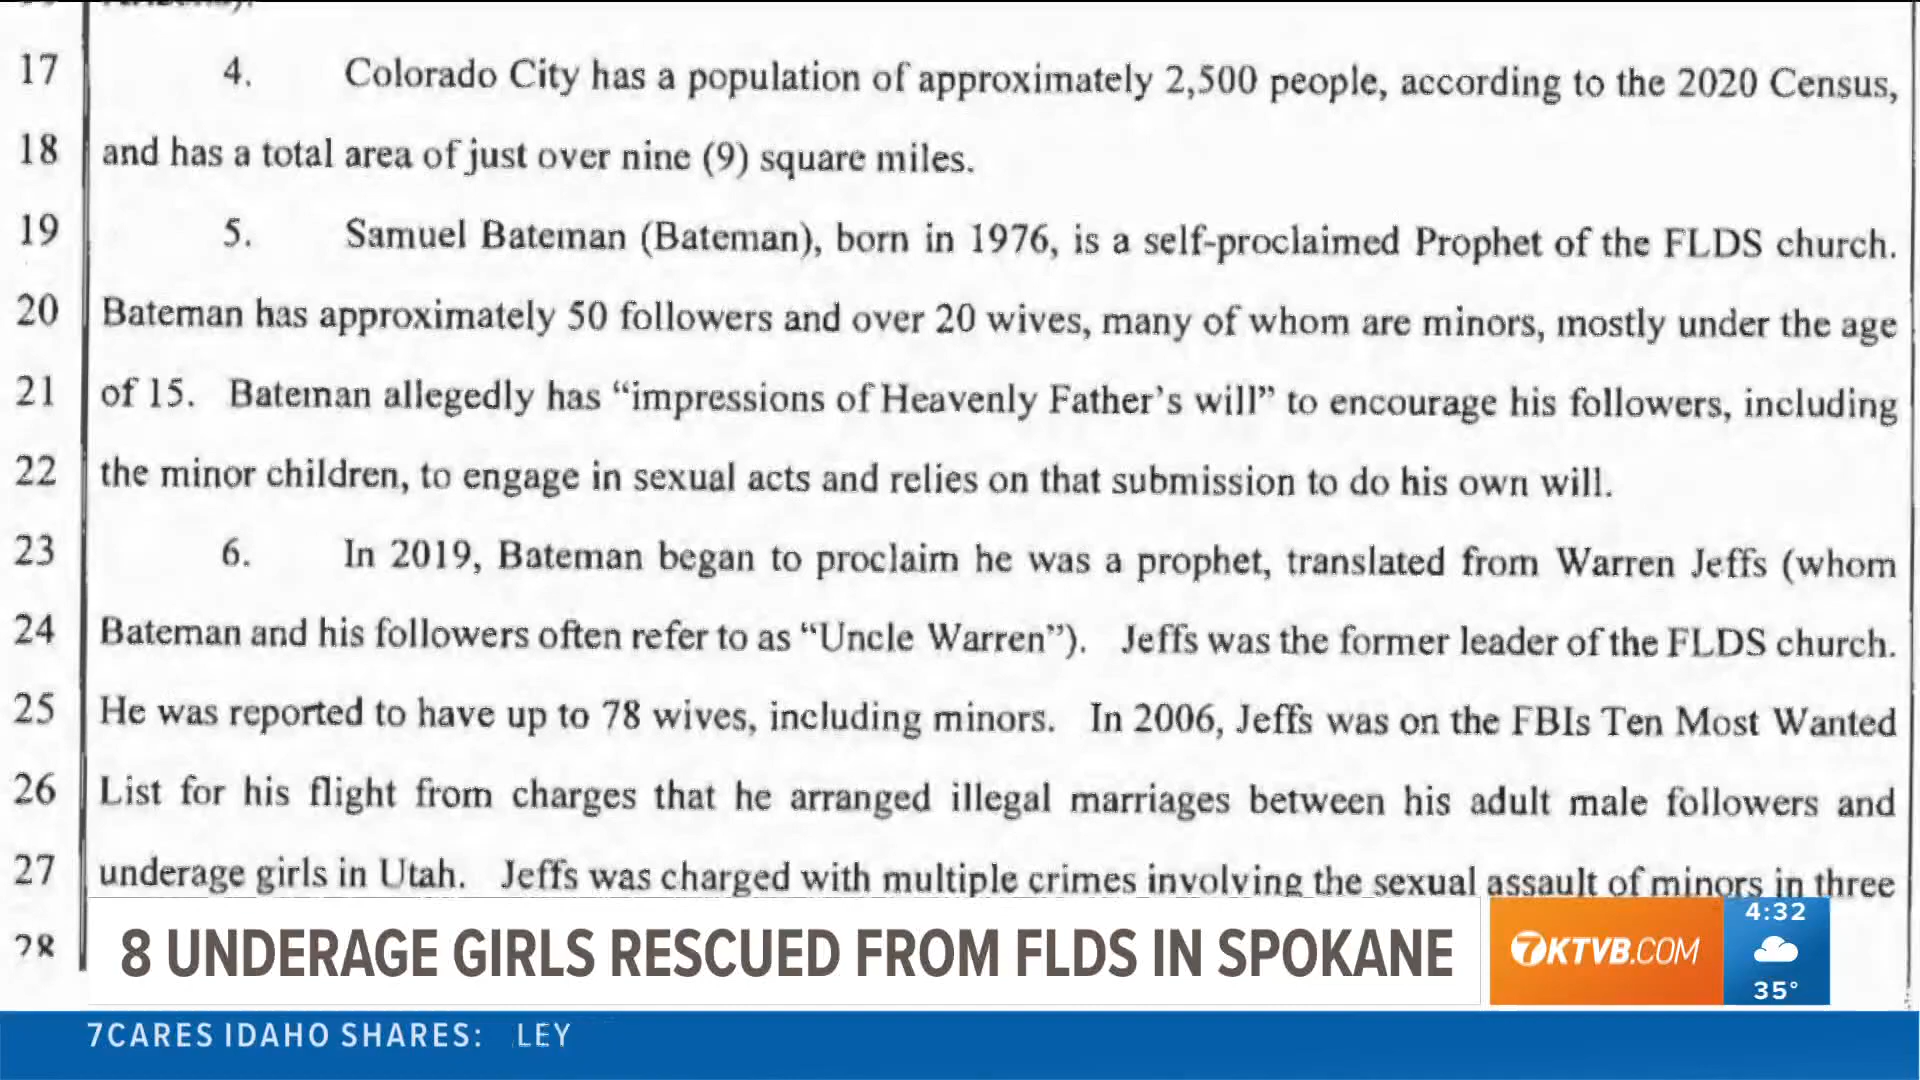 17 4. Colorado City has a population of approximately 2,500 people, according to the 2020 Census,
18 and has a total area of just over nine (9) square miles.
19 5. Samuel Bateman (Bateman), born in 1976, is a self-proclaimed Prophet of the FLDS church.
20 Bateman has approximately 50 followers and over 20 wives, many of whom are minors, mostly under the age
21 of 15. Bateman allegedly has “impressions of Heavenly Father’s will” to encourage his followers, including
22 the minor children, to engage in sexual acts and relies on that submission to do his own will.
23 6. In 2019, Bateman began to proclaim he was a prophet, translated from Warren Jeffs (whom
24 Bateman and his followers often refer to as “Uncle Warren”). Jeffs was the former leader of the FLDS church.
25 He was reported to have up to 78 wives, including minors. In 2006, Jeffs was on the FBIs Ten Most Wanted
26 List for his flight from charges that he arranged illegal marriages between his adult male followers and
27 underage girls in Utah. Jeffs was charged with multiple crimes involving the sexual assault of minors in three
28
8 UNDERAGE GIRLS RESCUED FROM FLDS IN SPOKANE
7KTVB.COM
4:32
35°
7CARES IDAHO SHARES: LEY